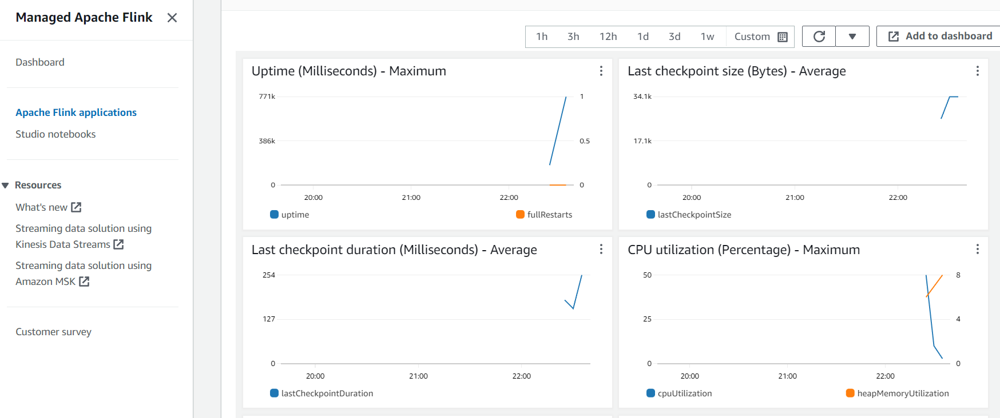 Managed Apache Flink
Dashboard
Apache Flink applications
Studio notebooks
Resources
What's new
Streaming data solution using
Kinesis Data Streams
Streaming data solution using
Amazon MSK
Customer survey
1h 3h 12h 1d 3d 1w Custom
Add to dashboard
Uptime (Milliseconds) - Maximum
771k 1
386k 0.5
0 0
20:00 21:00 22:00
uptime fullRestarts
Last checkpoint size (Bytes) - Average
34.1k
17.1k
0
20:00 21:00 22:00
lastCheckpointSize
Last checkpoint duration (Milliseconds) - Average
254
127
0
20:00 21:00 22:00
lastCheckpointDuration
CPU utilization (Percentage) - Maximum
50 8
25 4
0 0
20:00 21:00 22:00
cpuUtilization heapMemoryUtilization